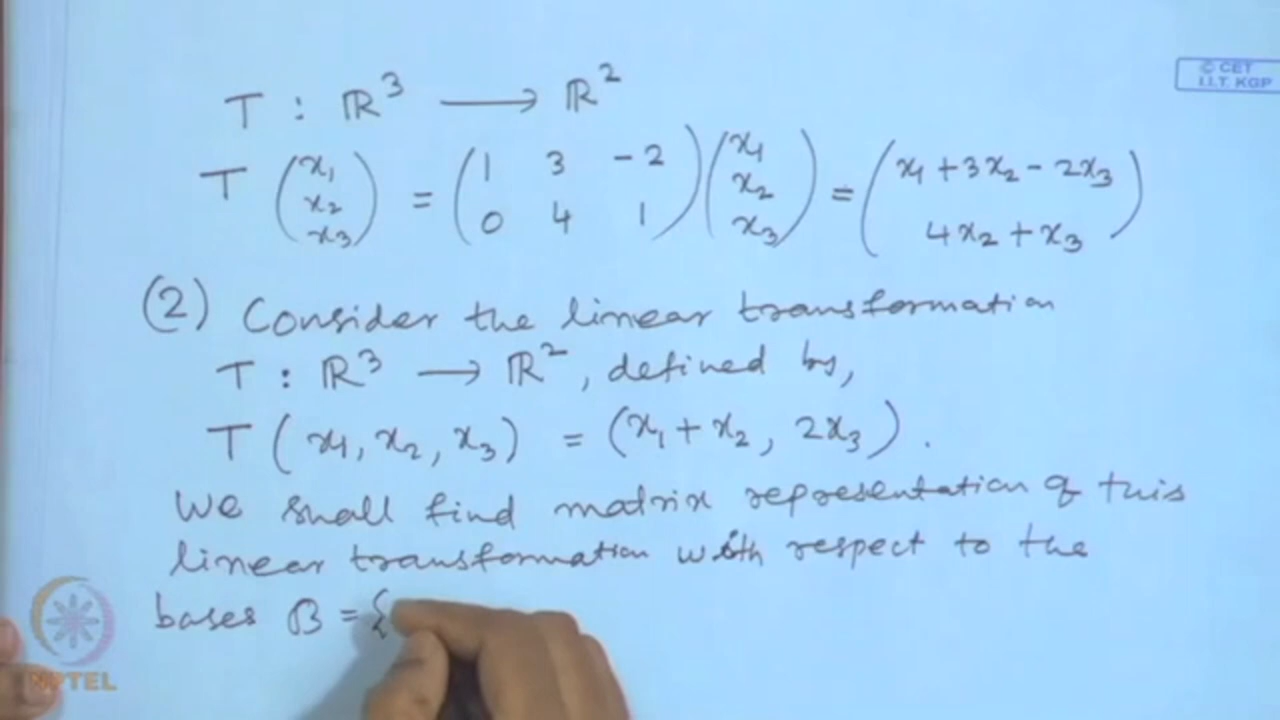 © CET
I.I.T. KGP
T : ℝ³ ⟶ ℝ²
T (x₁ x₂ x₃) = (1 3 -2 0 4 1) (x₁ x₂ x₃) = (x₁ + 3x₂ - 2x₃ 4x₂ + x₃)
(2) Consider the linear transformation
T : ℝ³ ⟶ ℝ², defined by,
T ( x₁, x₂, x₃ ) = (x₁ + x₂, 2x₃) .
We shall find matrix representation of this
linear transformation with respect to the
bases B = {
NPTEL